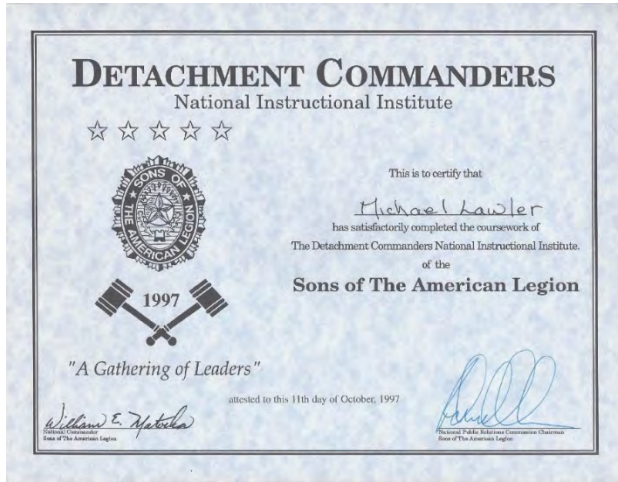 DETACHMENT COMMANDERS
National Instructional Institute
SONS OF
THE AMERICAN LEGION
1997
"A Gathering of Leaders"
This is to certify that
Michael Lawler
has satisfactorily completed the coursework of
The Detachment Commanders National Instructional Institute.
of the
Sons of The American Legion
attested to this 11th day of October, 1997
William E.
National Commander
Sons of The American Legion
National Public Relations Commission Chairman
Sons of The American Legion